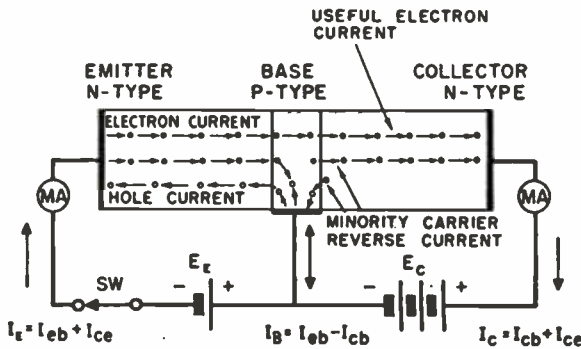 USEFUL ELECTRON
CURRENT
EMITTER
N-TYPE
BASE
P-TYPE
COLLECTOR
N-TYPE
ELECTRON CURRENT
HOLE CURRENT
MA
MA
MINORITY CARRIER
REVERSE CURRENT
SW
- E_E +
- E_C +
I_E = I_eb + I_ce
I_B = I_eb - I_cb
I_C = I_cb + I_ce